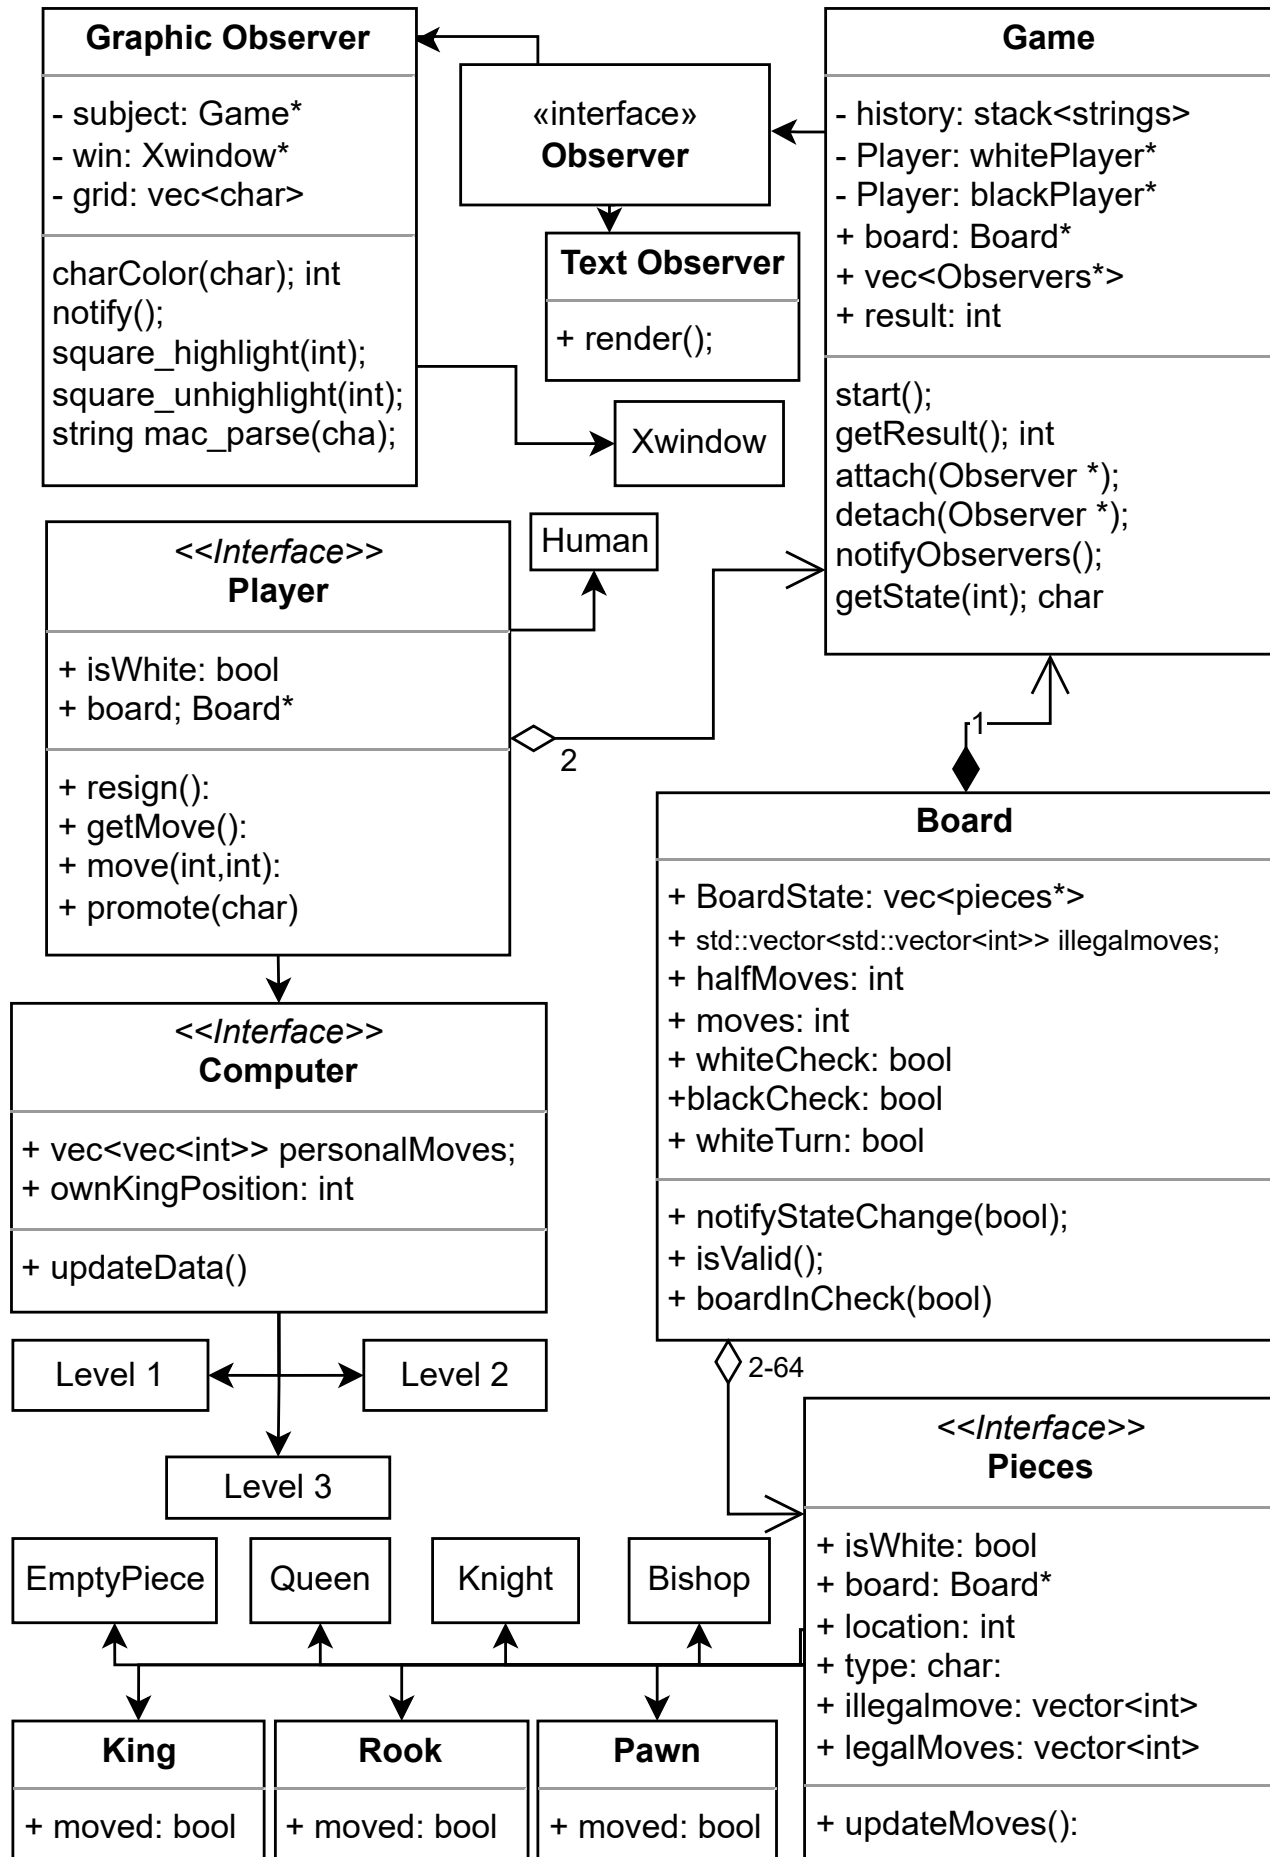 Graphic Observer
- subject: Game*
- win: Xwindow*
- grid: vec<char>
charColor(char); int
notify();
square_highlight(int);
square_unhighlight(int);
string mac_parse(cha);
«interface»
Observer
Text Observer
+ render();
Xwindow
Game
- history: stack<strings>
- Player: whitePlayer*
- Player: blackPlayer*
+ board: Board*
+ vec<Observers*>
+ result: int
start();
getResult(); int
attach(Observer *);
detach(Observer *);
notifyObservers();
getState(int); char
<<Interface>>
Player
+ isWhite: bool
+ board; Board*
+ resign():
+ getMove():
+ move(int,int):
+ promote(char)
Human
2
1
Board
+ BoardState: vec<pieces*>
+ std::vector<std::vector<int>> illegalmoves;
+ halfMoves: int
+ moves: int
+ whiteCheck: bool
+blackCheck: bool
+ whiteTurn: bool
+ notifyStateChange(bool);
+ isValid();
+ boardInCheck(bool)
<<Interface>>
Computer
+ vec<vec<int>> personalMoves;
+ ownKingPosition: int
+ updateData()
Level 1
Level 2
Level 3
2-64
<<Interface>>
Pieces
+ isWhite: bool
+ board: Board*
+ location: int
+ type: char:
+ illegalmove: vector<int>
+ legalMoves: vector<int>
+ updateMoves():
EmptyPiece
Queen
Knight
Bishop
King
+ moved: bool
Rook
+ moved: bool
Pawn
+ moved: bool